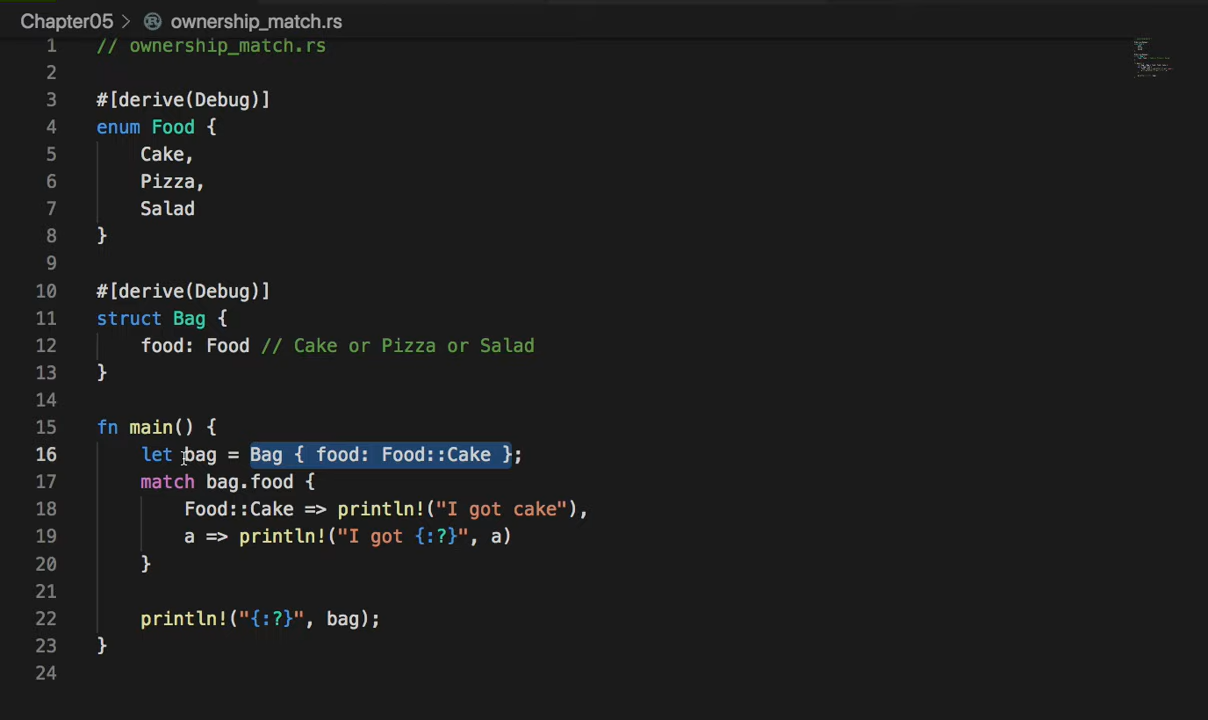 Chapter05 > ownership_match.rs
1 // ownership_match.rs
2
3 #[derive(Debug)]
4 enum Food {
5     Cake,
6     Pizza,
7     Salad
8 }
9
10 #[derive(Debug)]
11 struct Bag {
12     food: Food // Cake or Pizza or Salad
13 }
14
15 fn main() {
16     let bag = Bag { food: Food::Cake };
17     match bag.food {
18         Food::Cake => println!("I got cake"),
19         a => println!("I got {:?}", a)
20     }
21
22     println!("{:?}", bag);
23 }
24